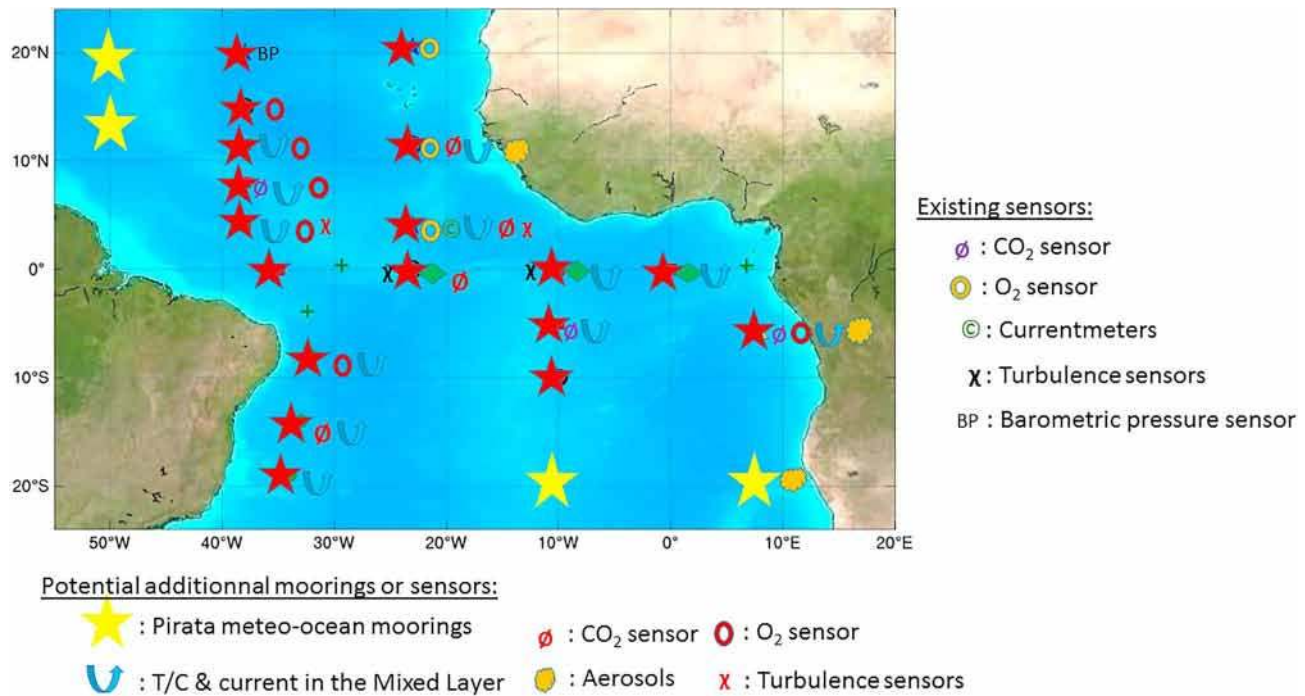 20°N
BP
10°N
0°
10°S
20°S
50°W 40°W 30°W 20°W 10°W 0° 10°E 20°E
φ
φ
φ
© φ χ
χ
χ φ χ
φ φ
φ
Existing sensors:
φ : CO₂ sensor
O : O₂ sensor
© : Currentmeters
χ : Turbulence sensors
BP : Barometric pressure sensor
Potential additionnal moorings or sensors:
: Pirata meteo-ocean moorings
φ : CO₂ sensor
O : O₂ sensor
: T/C & current in the Mixed Layer
: Aerosols
χ : Turbulence sensors